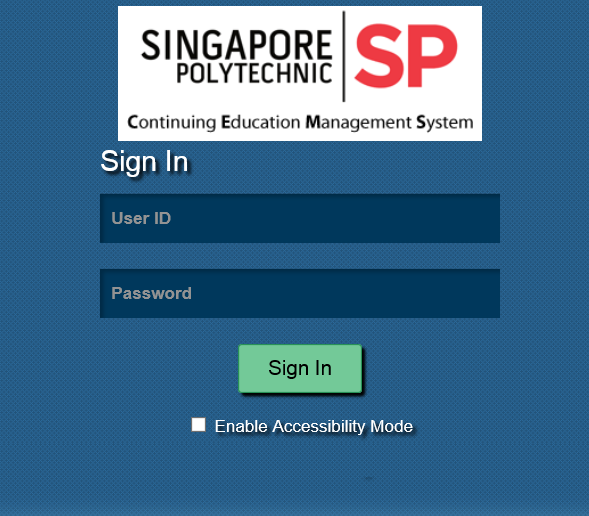 SINGAPORE
POLYTECHNIC
SP
Continuing Education Management System
Sign In
User ID
Password
Sign In
Enable Accessibility Mode